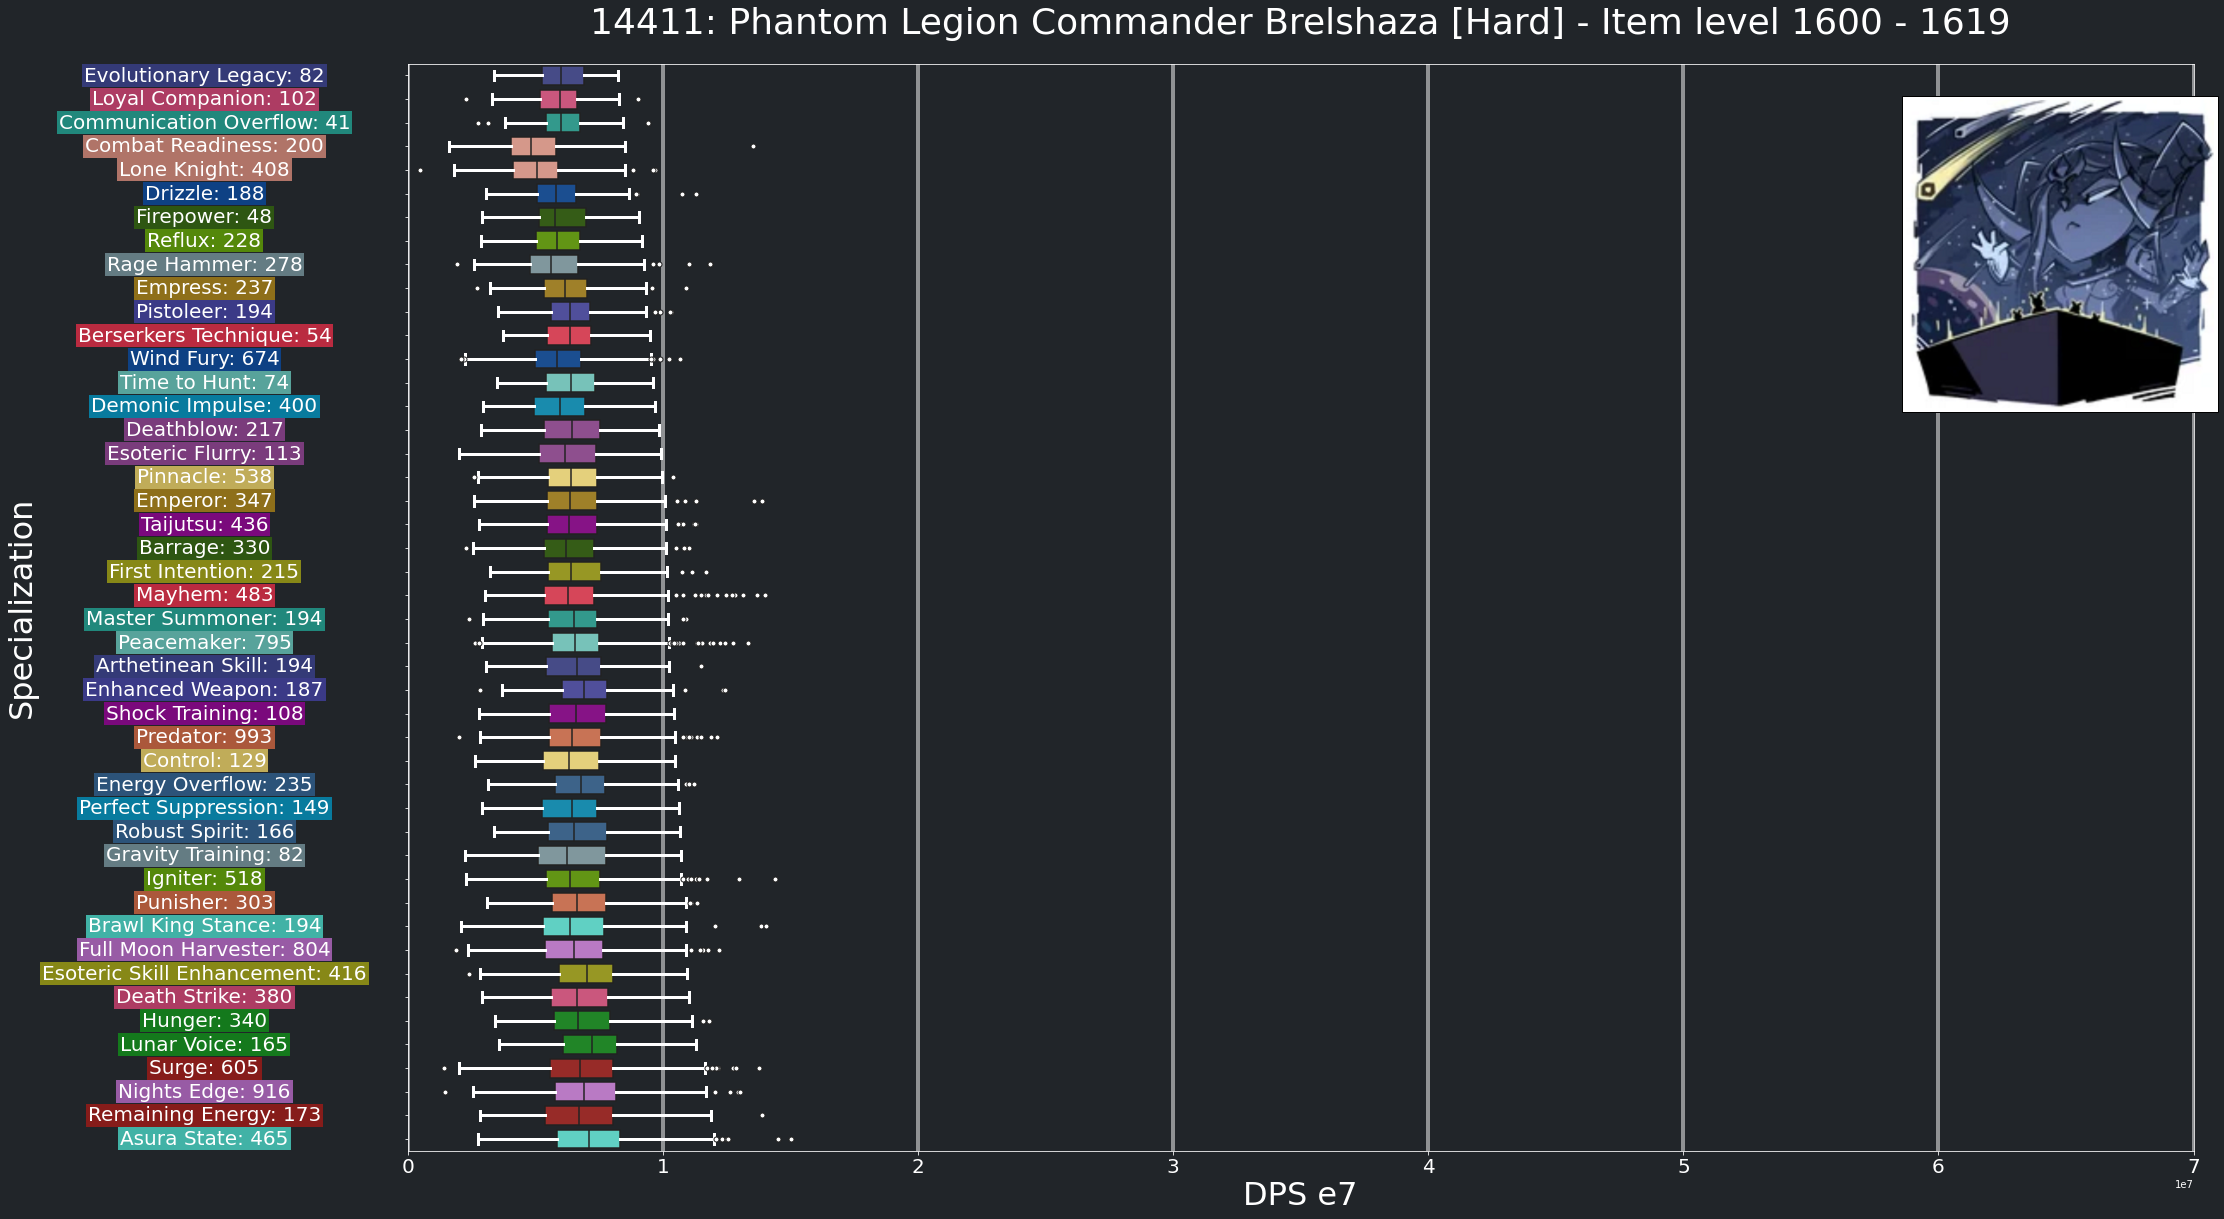 14411: Phantom Legion Commander Brelshaza [Hard] - Item level 1600 - 1619
Specialization
Evolutionary Legacy: 82
Loyal Companion: 102
Communication Overflow: 41
Combat Readiness: 200
Lone Knight: 408
Drizzle: 188
Firepower: 48
Reflux: 228
Rage Hammer: 278
Empress: 237
Pistoleer: 194
Berserkers Technique: 54
Wind Fury: 674
Time to Hunt: 74
Demonic Impulse: 400
Deathblow: 217
Esoteric Flurry: 113
Pinnacle: 538
Emperor: 347
Taijutsu: 436
Barrage: 330
First Intention: 215
Mayhem: 483
Master Summoner: 194
Peacemaker: 795
Arthetinean Skill: 194
Enhanced Weapon: 187
Shock Training: 108
Predator: 993
Control: 129
Energy Overflow: 235
Perfect Suppression: 149
Robust Spirit: 166
Gravity Training: 82
Igniter: 518
Punisher: 303
Brawl King Stance: 194
Full Moon Harvester: 804
Esoteric Skill Enhancement: 416
Death Strike: 380
Hunger: 340
Lunar Voice: 165
Surge: 605
Nights Edge: 916
Remaining Energy: 173
Asura State: 465
0 1 2 3 4 5 6 7
1e7
DPS e7